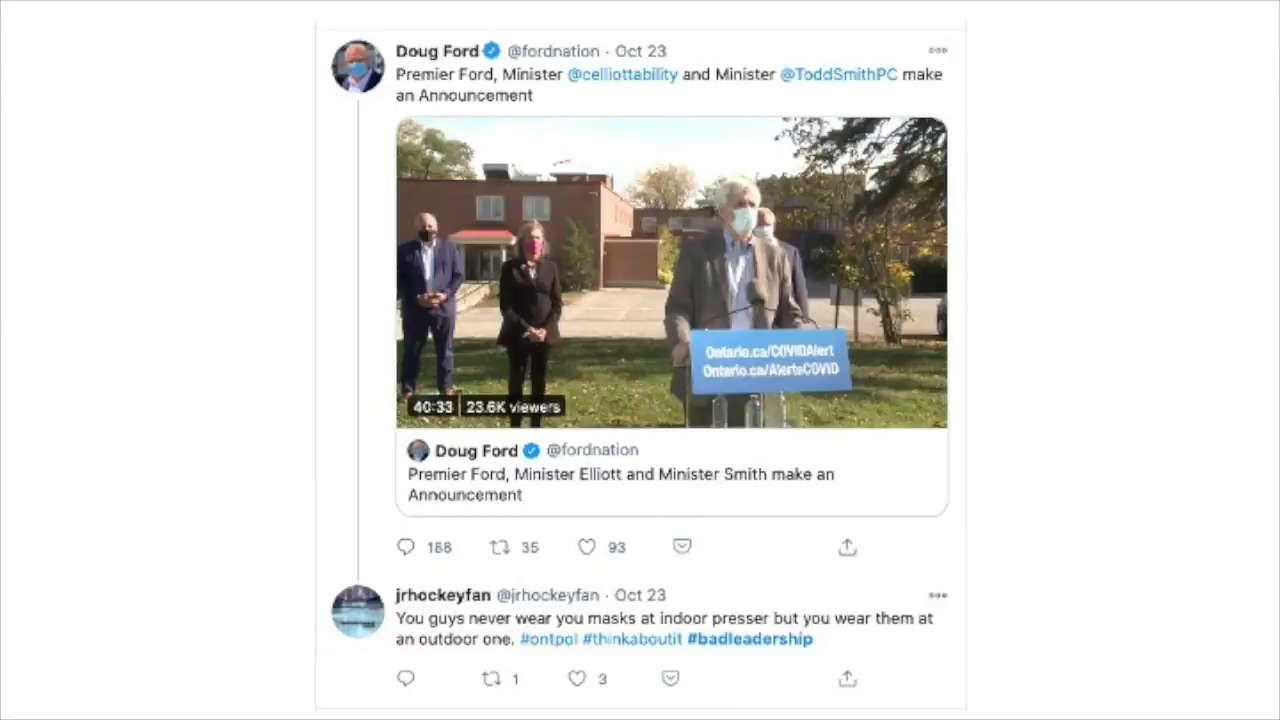 Doug Ford @fordnation · Oct 23
Premier Ford, Minister @celliottability and Minister @ToddSmithPC make
an Announcement
Ontario.ca/COVIDAlert
Ontario.ca/AlerteCOVID
40:33 23.6K viewers
Doug Ford @fordnation
Premier Ford, Minister Elliott and Minister Smith make an
Announcement
188 35 93
jrhockeyfan @jrhockeyfan · Oct 23
You guys never wear you masks at indoor presser but you wear them at
an outdoor one. #ontpoli #thinkaboutit #badleadership
1 3